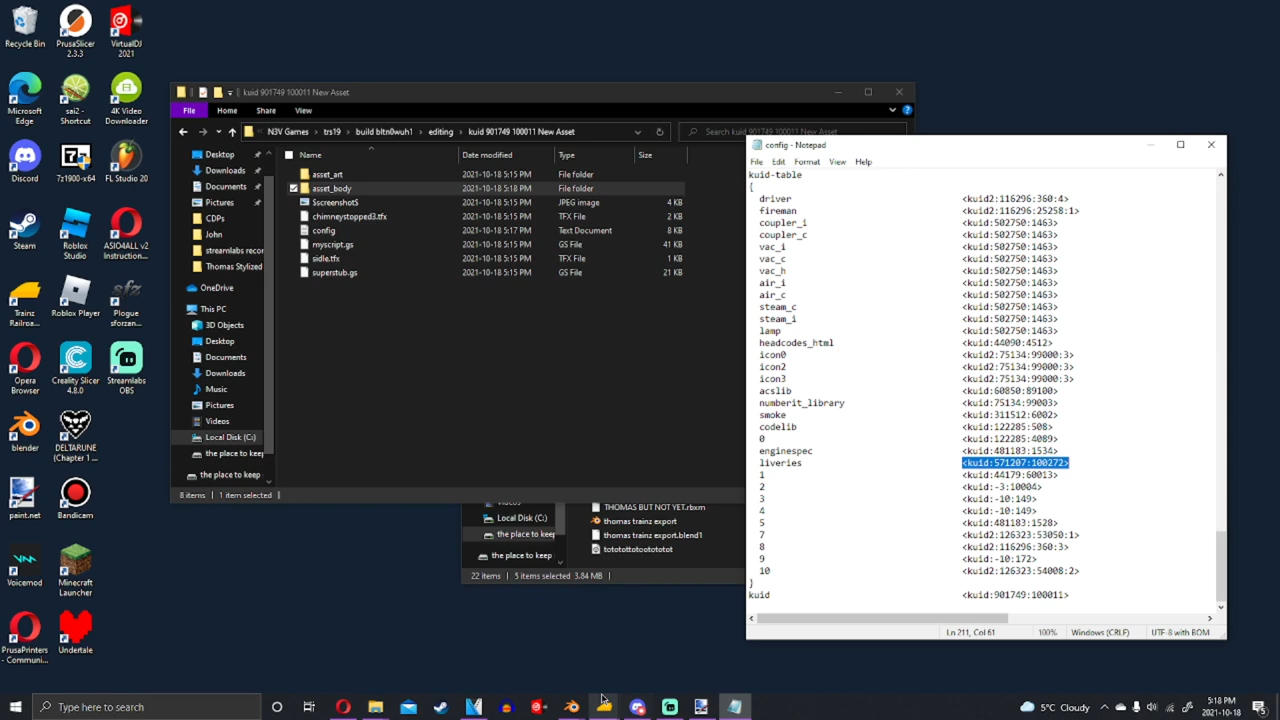 Recycle Bin
PrusaSlicer 2.3.3
VirtualDJ 2021
Microsoft Edge
sai2 - Shortcut
4K Video Downloader
Discord
7z1900-x64
FL Studio 20
Steam
Roblox Studio
ASIO4ALL v2 Instruction...
Trainz Railroa...
Roblox Player
Plogue sforzan...
Opera Browser
Creality Slicer 4.8.0
Streamlabs OBS
blender
DELTARUNE (Chapter 1 ...
paint.net
Bandicam
Voicemod
Minecraft Launcher
PrusaPrinters - Communi...
Undertale
kuid 901749 100011 New Asset
File Home Share View
N3V Games > trs19 > build bltn0wuh1 > editing > kuid 901749 100011 New Asset
Search kuid 901749 100011 New Asset
Name Date modified Type Size
asset_art 2021-10-18 5:15 PM File folder
asset_body 2021-10-18 5:15 PM File folder
$screenshot$ 2021-10-18 5:15 PM JPEG image 4 KB
chimneystopped3.tfx 2021-10-18 5:15 PM TFX File 2 KB
config 2021-10-18 5:17 PM Text Document 8 KB
myscript.gs 2021-10-18 5:15 PM GS File 41 KB
sidle.tfx 2021-10-18 5:15 PM TFX File 1 KB
superstub.gs 2021-10-18 5:15 PM GS File 21 KB
Desktop
Downloads
Documents
Pictures
CDPs
John
streamlabs recor
Thomas Stylized
OneDrive
This PC
3D Objects
Desktop
Documents
Downloads
Music
Pictures
Videos
Local Disk (C:)
the place to keep
the place to keep
8 items 1 item selected
Local Disk (C:)
the place to keep
the place to keep
THOMAS BUT NOT YET.rbxm
thomas trainz export
thomas trainz export.blend1
totototttotootototot
22 items 5 items selected 3.84 MB
config - Notepad
File Edit Format View Help
kuid-table
{
driver <kuid2:116296:360:4>
fireman <kuid2:116296:25258:1>
coupler_i <kuid:502750:1463>
coupler_c <kuid:502750:1463>
vac_i <kuid:502750:1463>
vac_c <kuid:502750:1463>
vac_h <kuid:502750:1463>
air_i <kuid:502750:1463>
air_c <kuid:502750:1463>
steam_c <kuid:502750:1463>
steam_i <kuid:502750:1463>
lamp <kuid:502750:1463>
headcodes_html <kuid:44090:4512>
icon0 <kuid2:75134:99000:3>
icon2 <kuid2:75134:99000:3>
icon3 <kuid2:75134:99000:3>
acslib <kuid:60850:89100>
numberit_library <kuid:75134:99003>
smoke <kuid:311512:6002>
codelib <kuid:122285:508>
0 <kuid:122285:4089>
enginespec <kuid:481183:1534>
liveries <kuid:571207:100272>
1 <kuid:44179:60013>
2 <kuid:-3:10004>
3 <kuid:-10:149>
4 <kuid:-10:149>
5 <kuid:481183:1528>
7 <kuid2:126323:53050:1>
8 <kuid2:116296:360:3>
9 <kuid:-10:172>
10 <kuid2:126323:54008:2>
}
kuid <kuid:901749:100011>
Ln 211, Col 61 100% Windows (CRLF) UTF-8 with BOM
Type here to search
5°C Cloudy
5:18 PM
2021-10-18